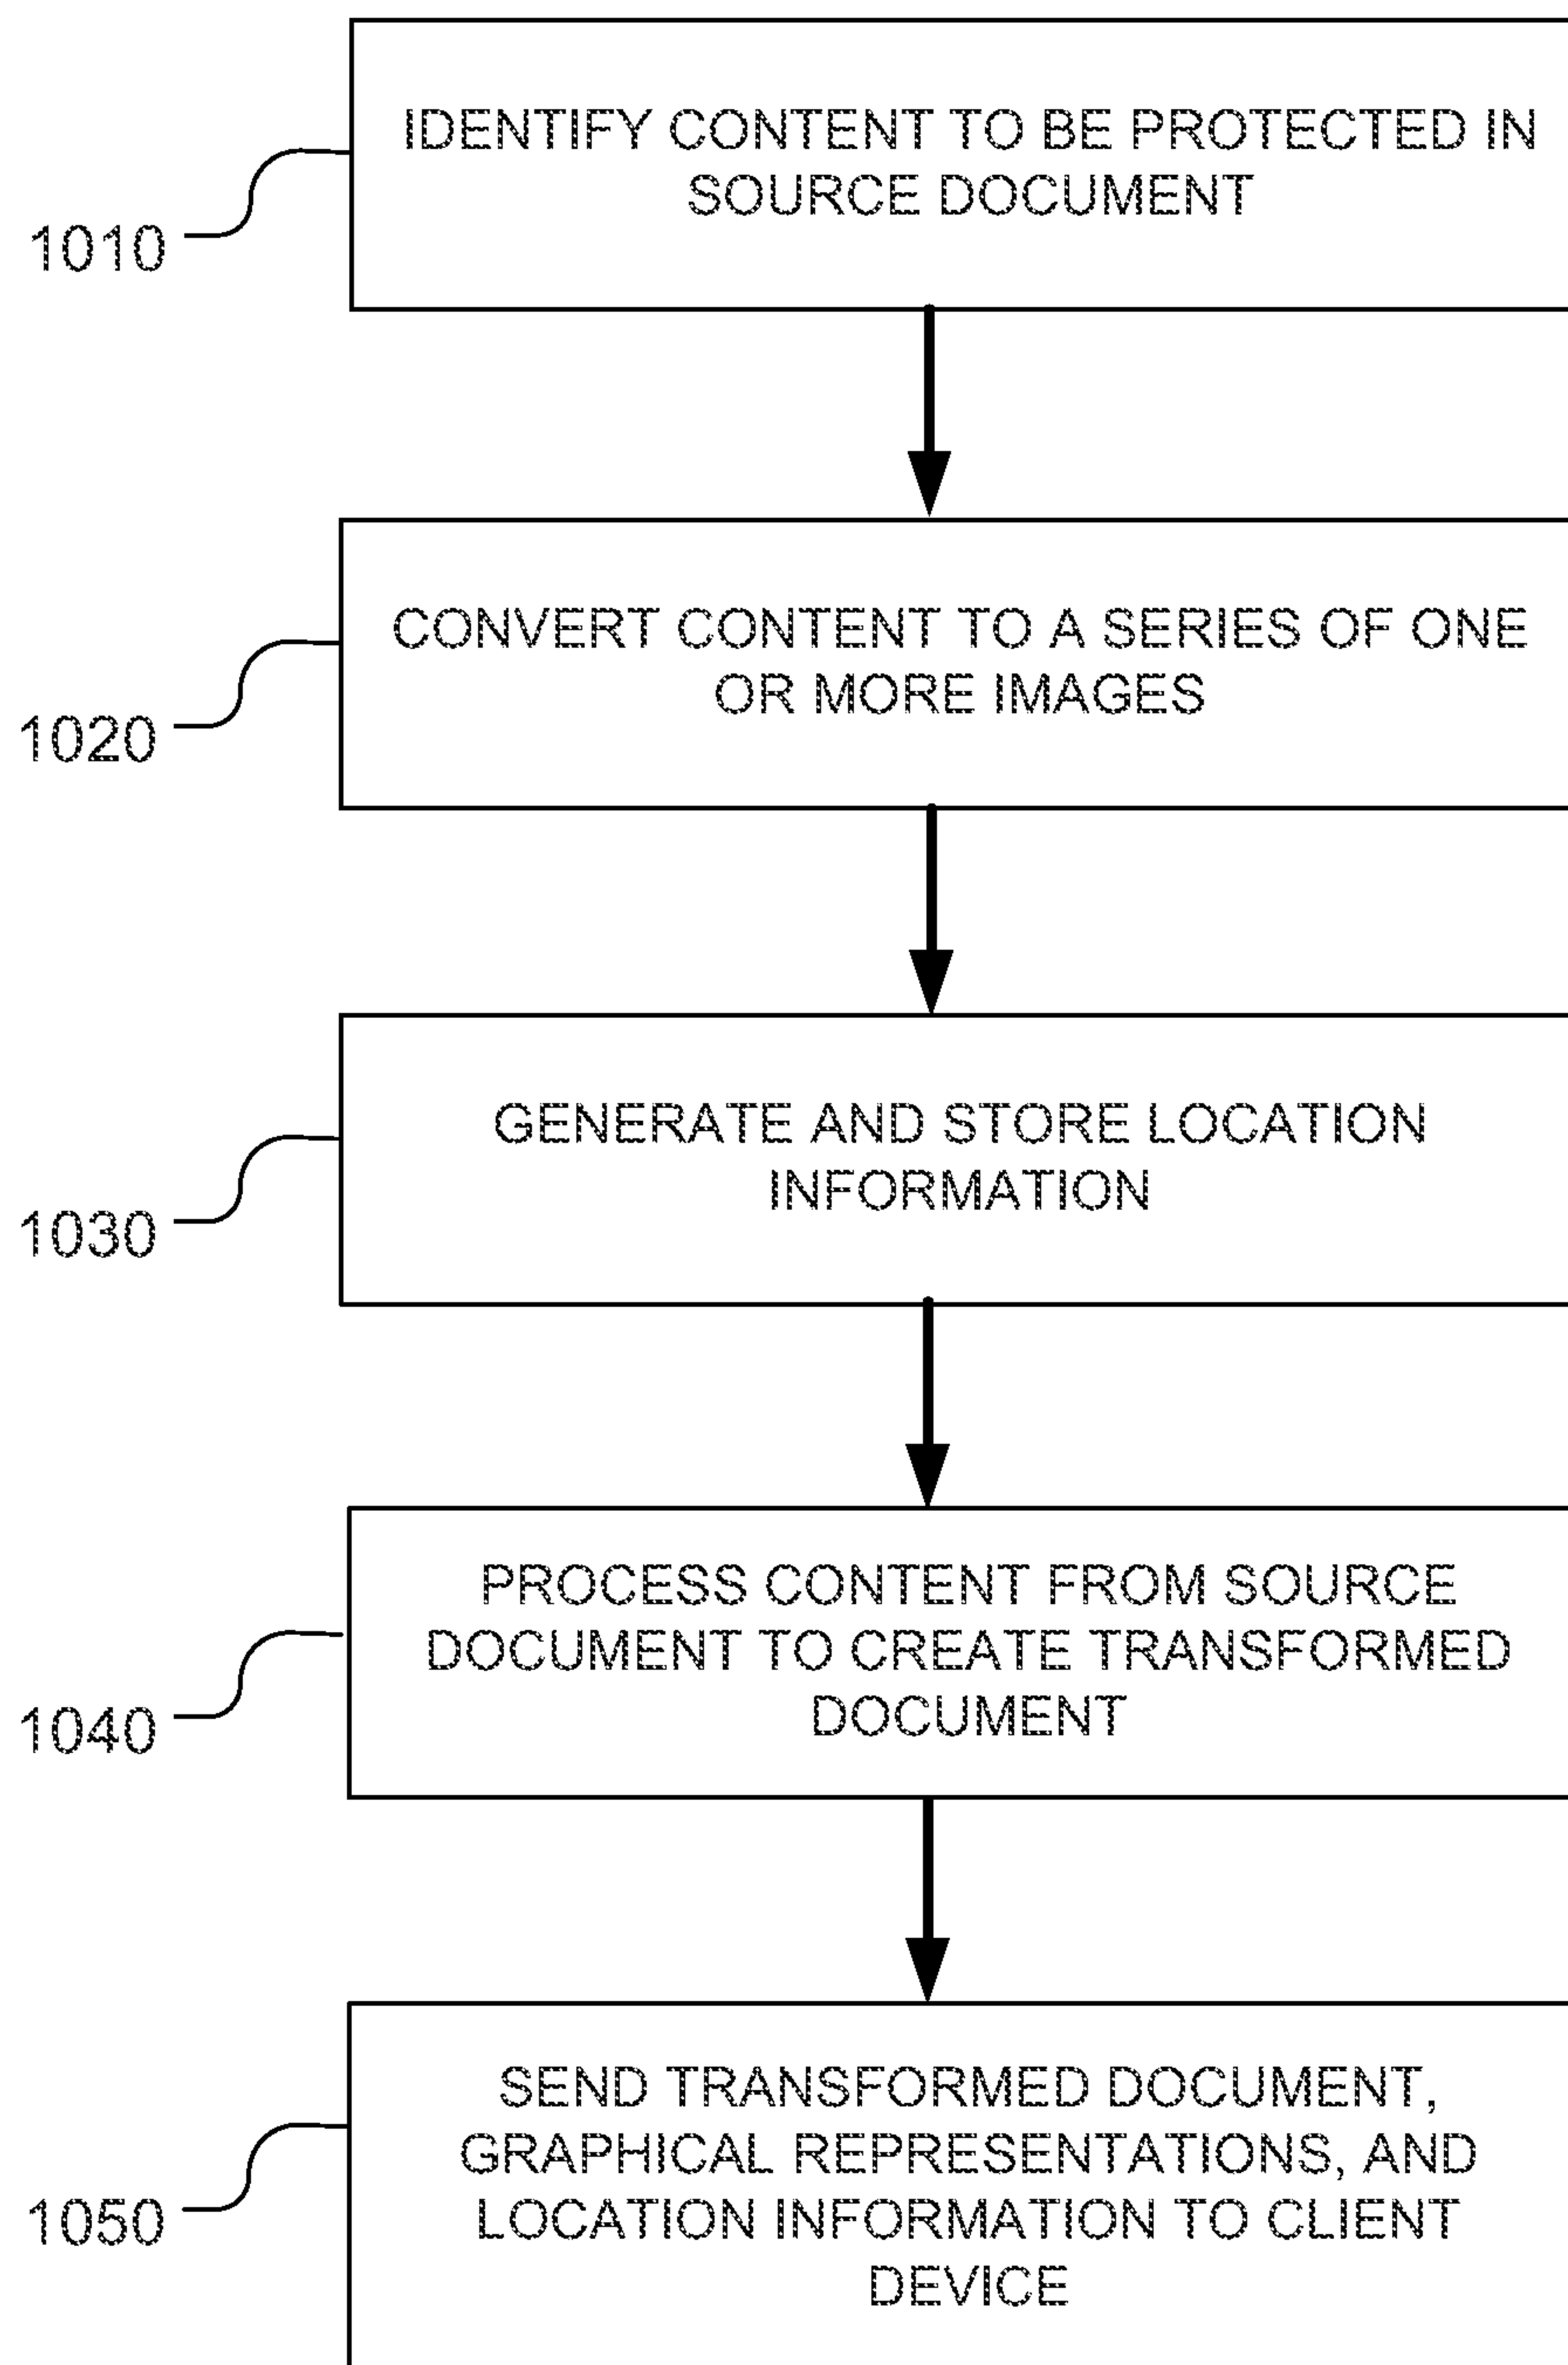 IDENTIFY CONTENT TO BE PROTECTED IN
SOURCE DOCUMENT
1010
CONVERT CONTENT TO A SERIES OF ONE
OR MORE IMAGES
1020
GENERATE AND STORE LOCATION
INFORMATION
1030
PROCESS CONTENT FROM SOURCE
DOCUMENT TO CREATE TRANSFORMED
DOCUMENT
1040
SEND TRANSFORMED DOCUMENT,
GRAPHICAL REPRESENTATIONS, AND
LOCATION INFORMATION TO CLIENT
DEVICE
1050